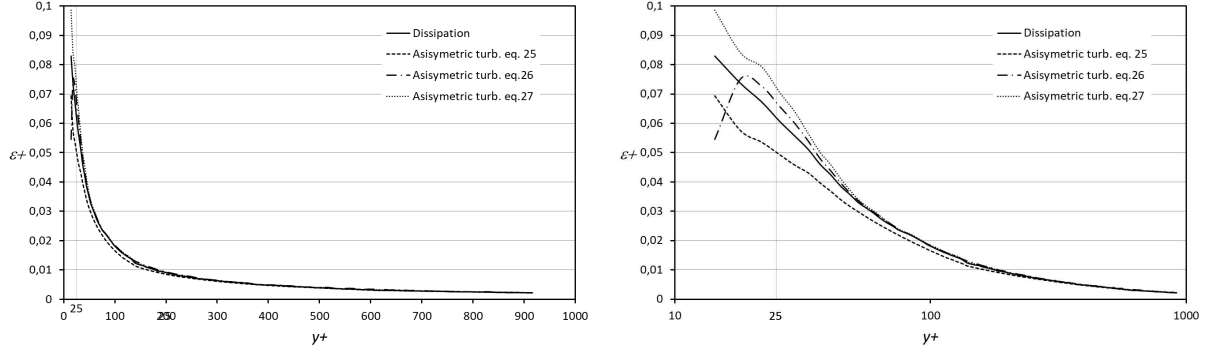 0,1
0,09
0,08
0,07
0,06
ε+ 0,05
0,04
0,03
0,02
0,01
0
Dissipation
Asisymetric turb. eq. 25
Asisymetric turb. eq.26
Asisymetric turb. eq.27
25
0 100 200 300 400 500 600 700 800 900 1000
y+
0,1
0,09
0,08
0,07
0,06
ε+ 0,05
0,04
0,03
0,02
0,01
0
Dissipation
Asisymetric turb. eq. 25
Asisymetric turb. eq.26
Asisymetric turb. eq.27
10 25 100 1000
y+